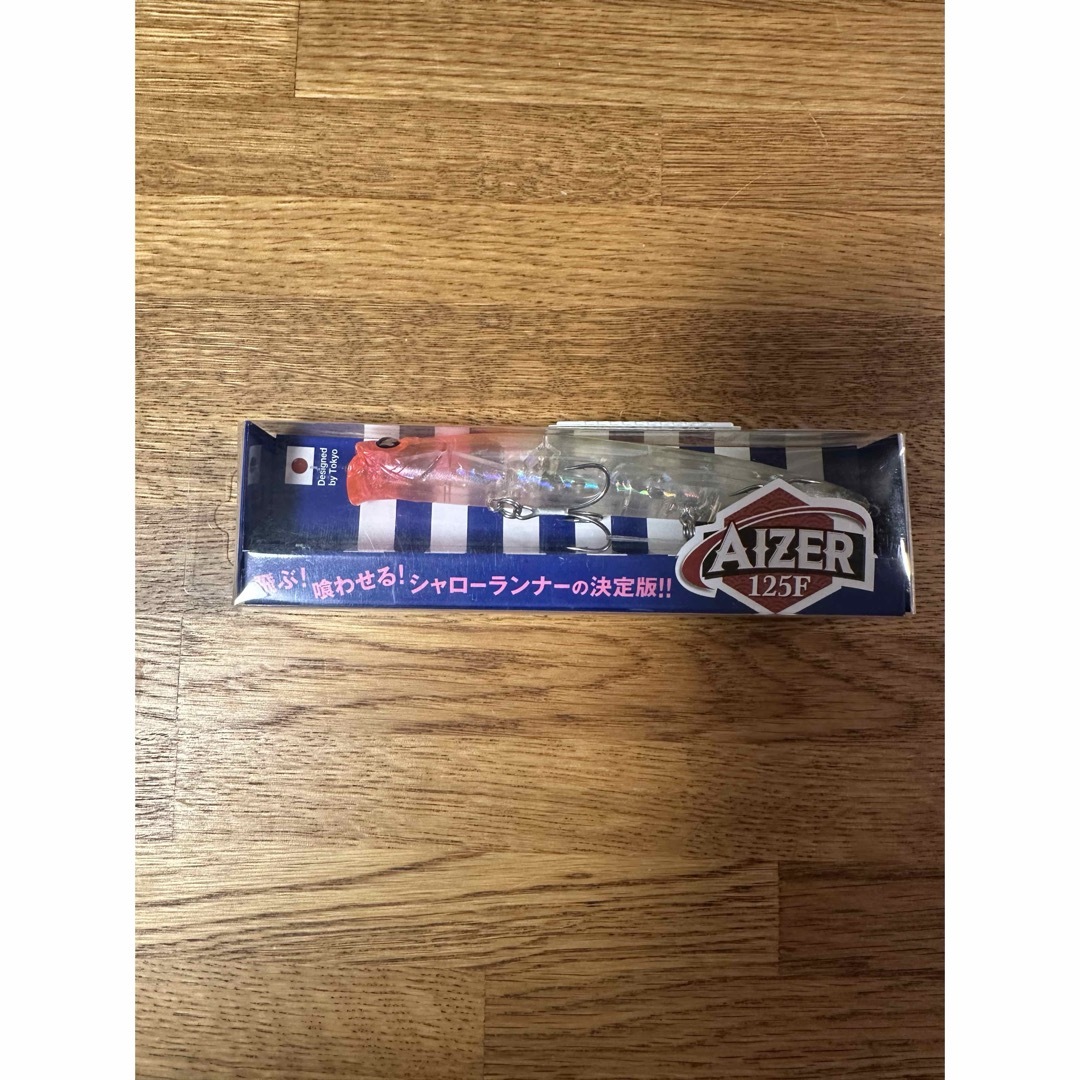 Designed
by Tokyo
飛ぶ!喰わせる!シャローランナーの決定版!!
AIZER
125F